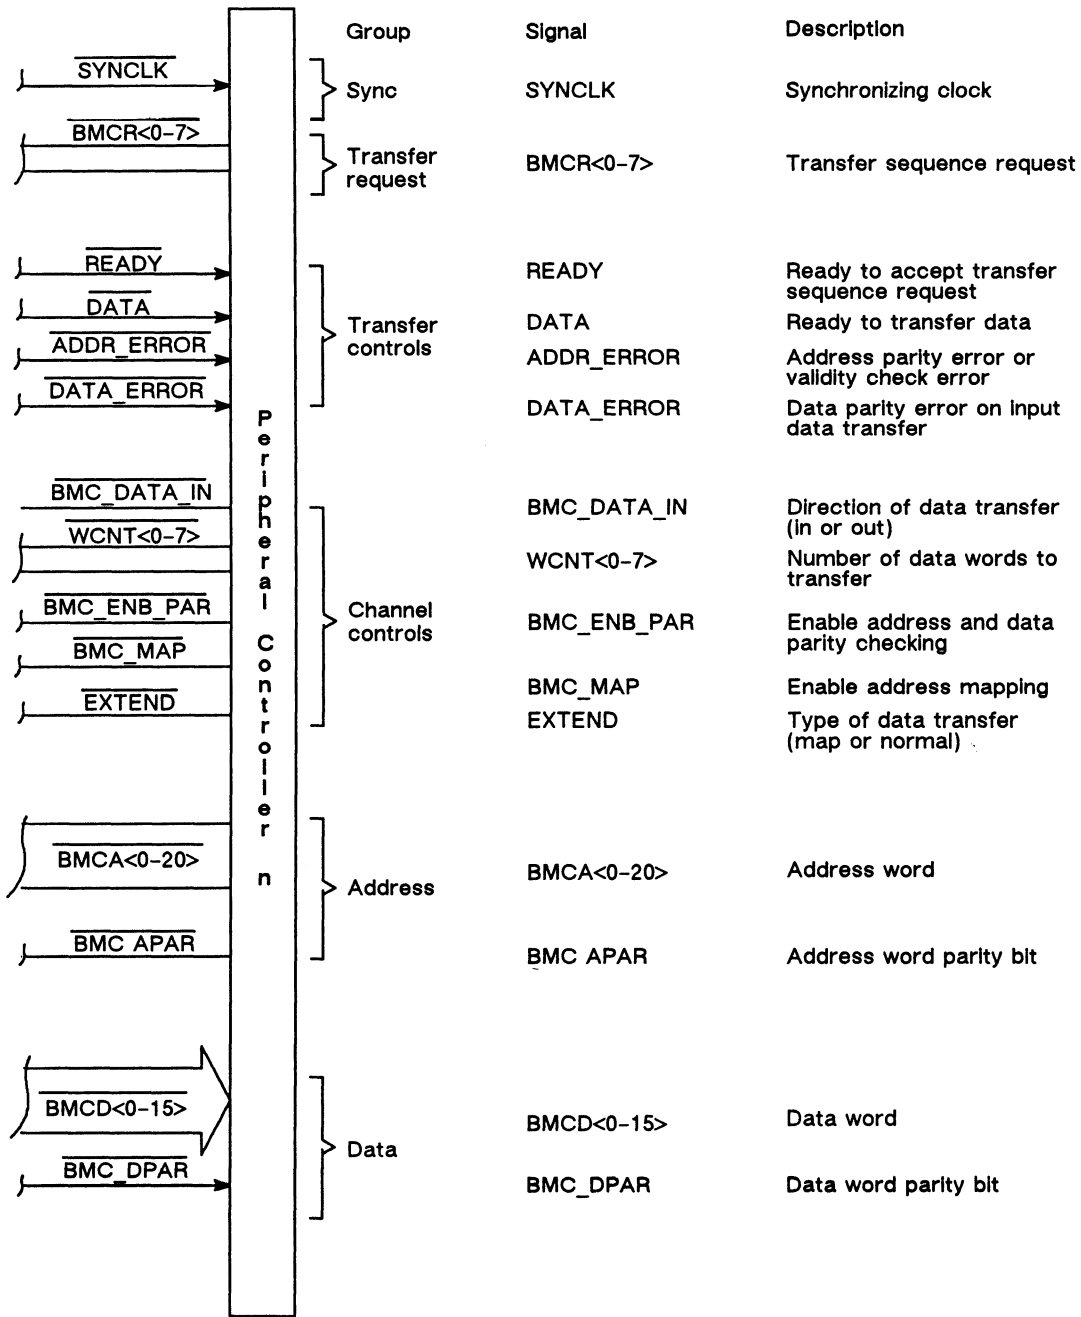 Group Signal Description
SYNCLK
Sync SYNCLK Synchronizing clock
BMCR<0-7>
Transfer request BMCR<0-7> Transfer sequence request
READY
READY Ready to accept transfer
sequence request
DATA
DATA Ready to transfer data
Transfer
controls
ADDR_ERROR
ADDR_ERROR Address parity error or
validity check error
DATA_ERROR
DATA_ERROR Data parity error on input
data transfer
Peripheral Controller n
BMC_DATA_IN
BMC_DATA_IN Direction of data transfer
(in or out)
WCNT<0-7>
WCNT<0-7> Number of data words to
transfer
BMC_ENB_PAR
Channel
controls
BMC_ENB_PAR Enable address and data
parity checking
BMC_MAP
BMC_MAP Enable address mapping
EXTEND
EXTEND Type of data transfer
(map or normal)
BMCA<0-20>
Address BMCA<0-20> Address word
BMC APAR
BMC APAR Address word parity bit
BMCD<0-15>
BMCD<0-15> Data word
Data
BMC_DPAR
BMC_DPAR Data word parity bit